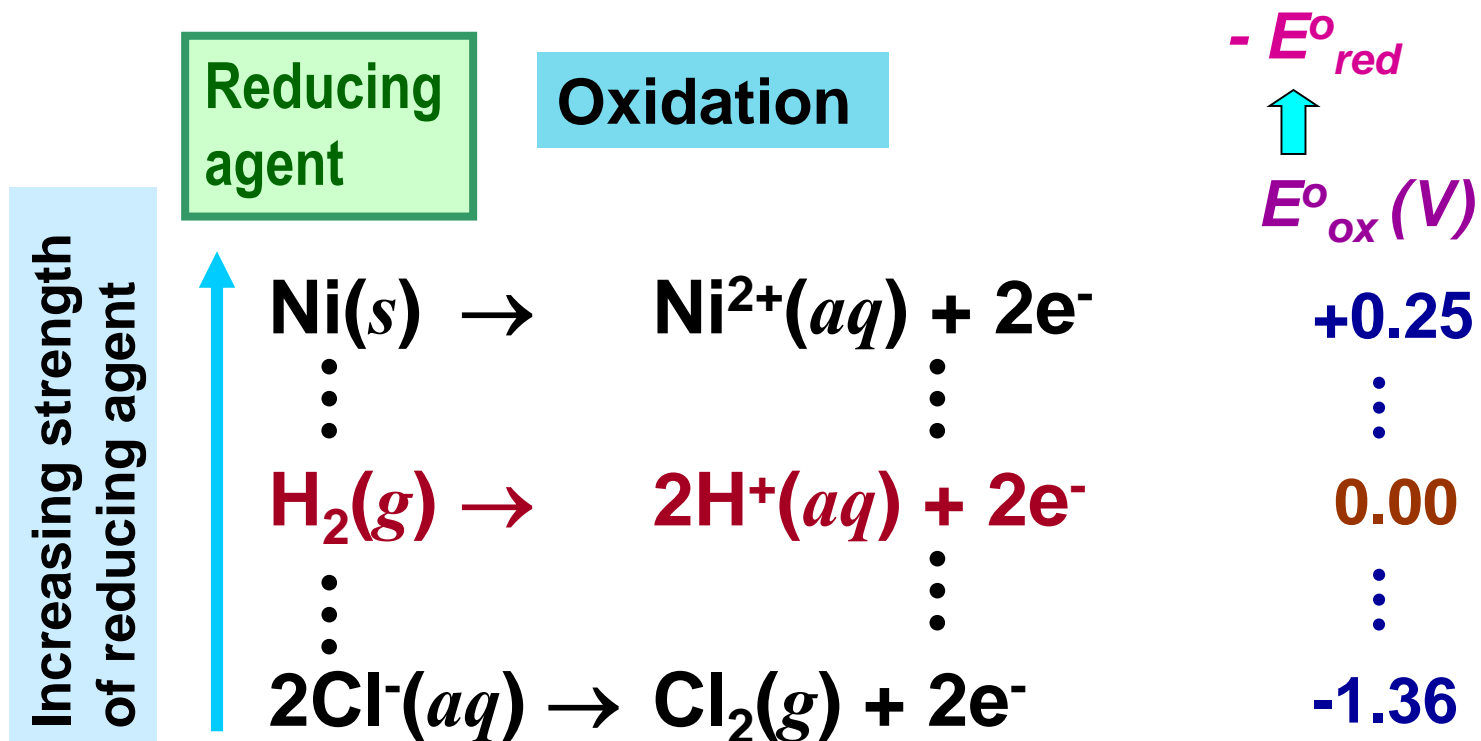 - E°red
Reducing
agent
Oxidation
E°ox (V)
Increasing strength
of reducing agent
Ni(s) → Ni²⁺(aq) + 2e⁻ +0.25
H₂(g) → 2H⁺(aq) + 2e⁻ 0.00
2Cl⁻(aq) → Cl₂(g) + 2e⁻ -1.36